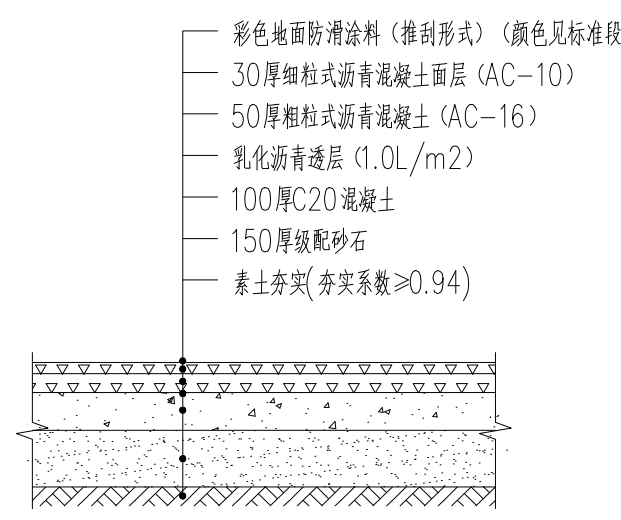 彩色地面防滑涂料（推刮形式）（颜色见标准段
30厚细粒式沥青混凝土面层（AC-10）
50厚粗粒式沥青混凝土（AC-16）
乳化沥青透层（1.0L/m2）
100厚C20混凝土
150厚级配砂石
素土夯实(夯实系数≥0.94)